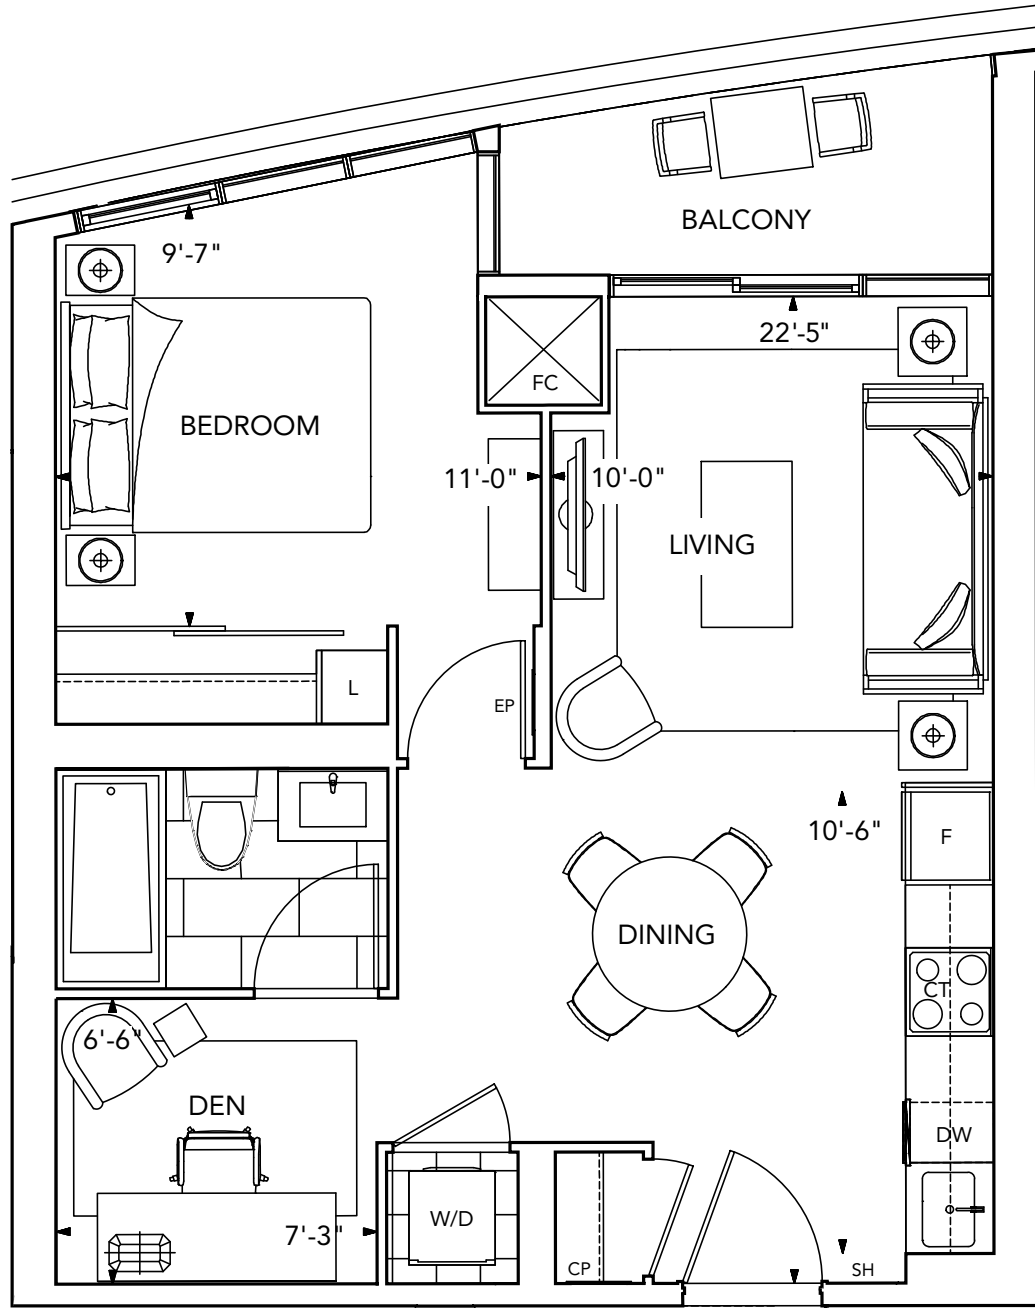 BALCONY
9'-7"
22'-5"
FC
BEDROOM
11'-0"
10'-0"
LIVING
L
EP
10'-6"
F
DINING
CT
6'-6"
DEN
DW
W/D
7'-3"
CP
SH